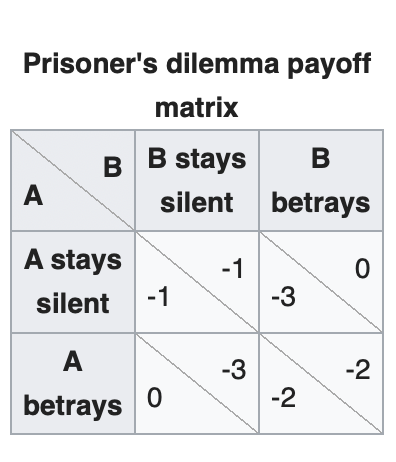 Prisoner's dilemma payoff
matrix
B
A
B stays
silent
B
betrays
A stays
silent
-1
-1
0
-3
A
betrays
-3
0
-2
-2